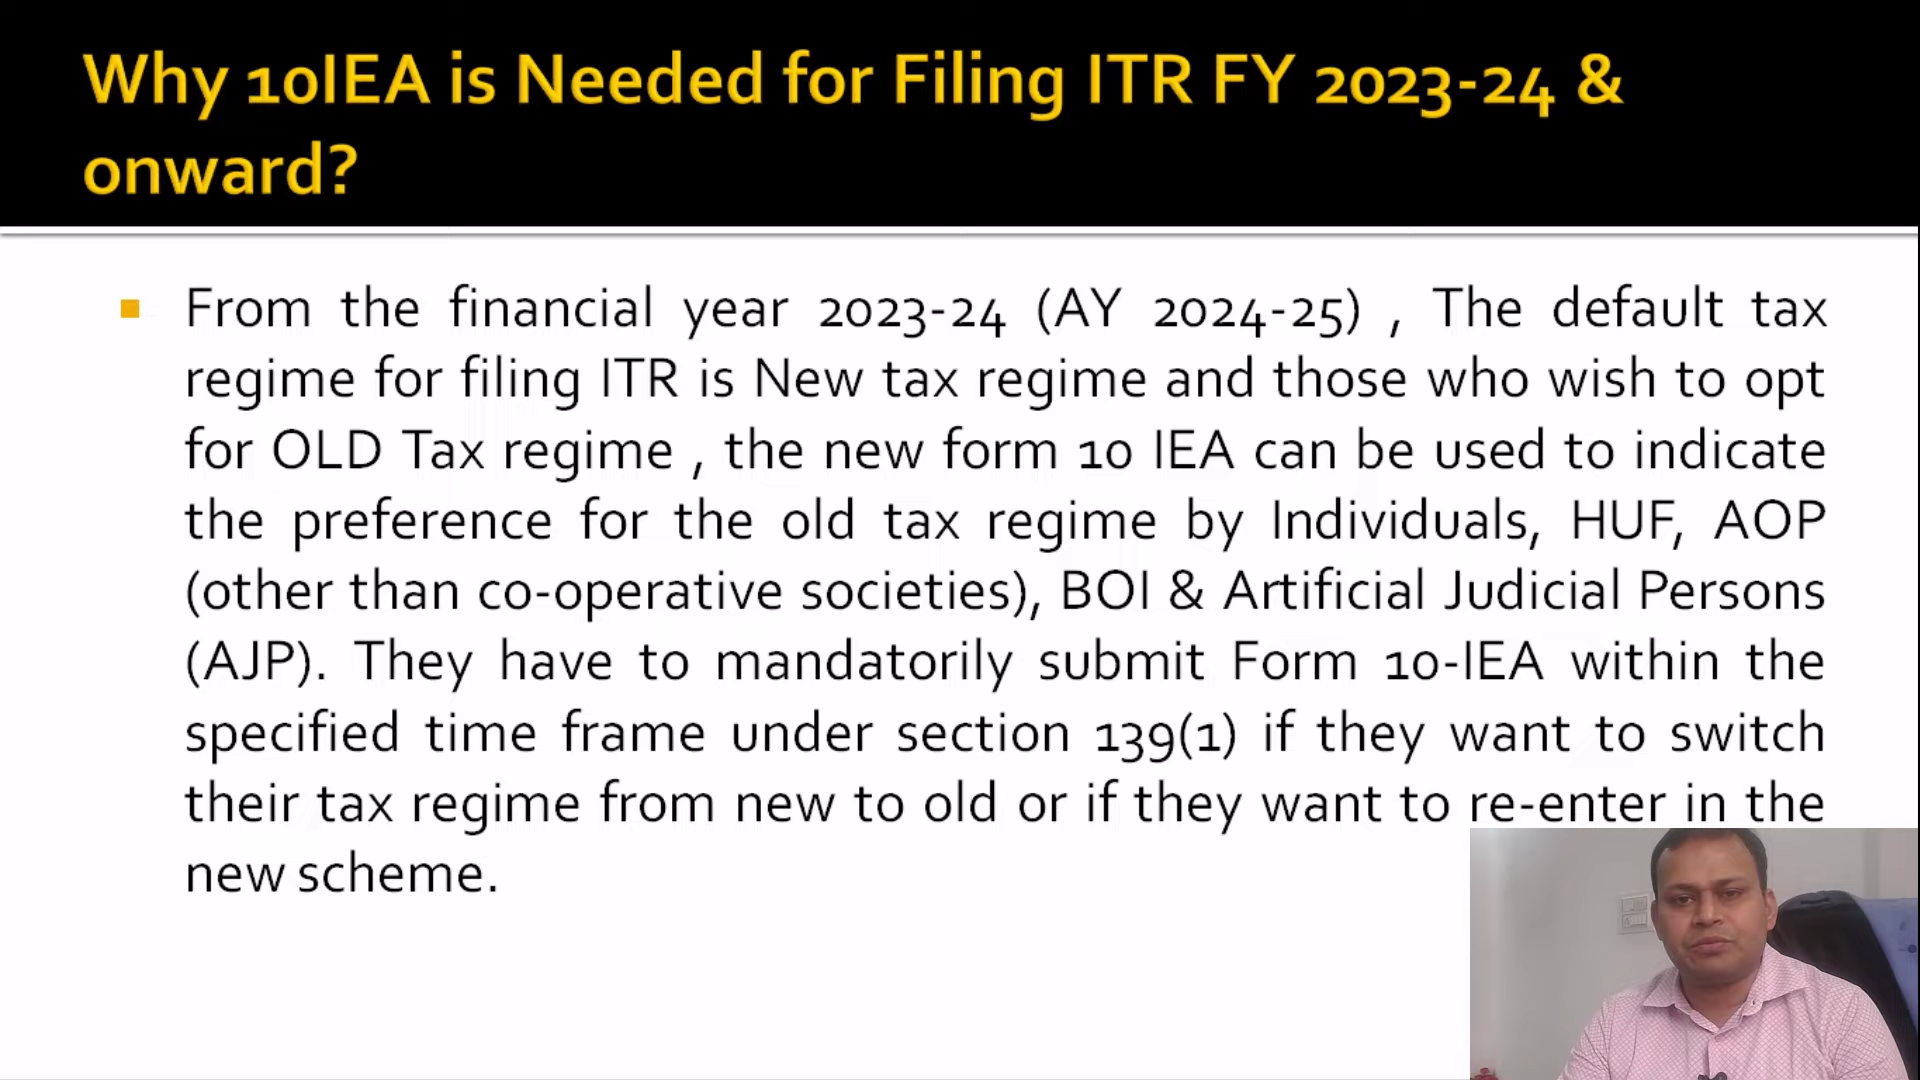 Why 10IEA is Needed for Filing ITR FY 2023-24 &
onward?
From the financial year 2023-24 (AY 2024-25) , The default tax
regime for filing ITR is New tax regime and those who wish to opt
for OLD Tax regime , the new form 10 IEA can be used to indicate
the preference for the old tax regime by Individuals, HUF, AOP
(other than co-operative societies), BOI & Artificial Judicial Persons
(AJP). They have to mandatorily submit Form 10-IEA within the
specified time frame under section 139(1) if they want to switch
their tax regime from new to old or if they want to re-enter in the
new scheme.